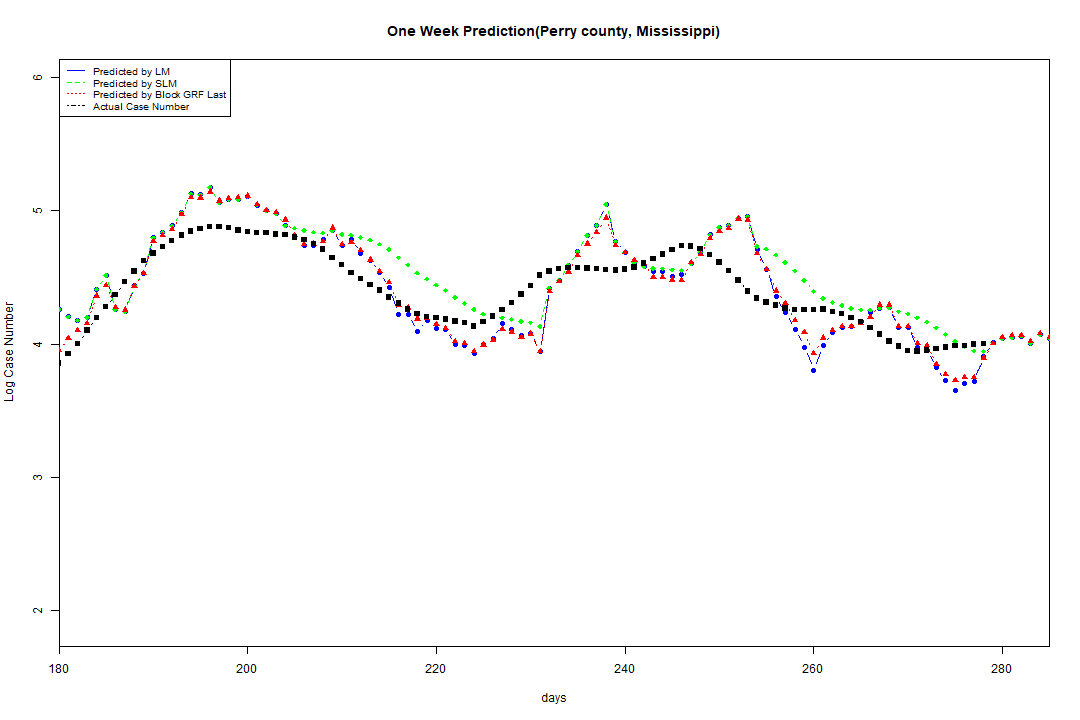 One Week Prediction(Perry county, Mississippi)
Predicted by LM
Predicted by SLM
Predicted by Block GRF Last
Actual Case Number
6
5
4
3
2
Log Case Number
180 200 220 240 260 280
days